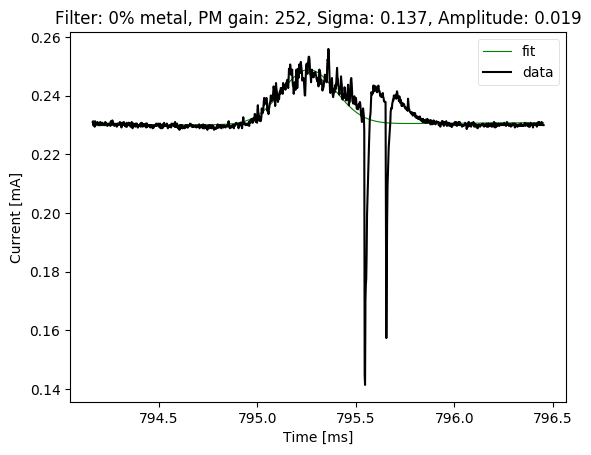 Filter: 0% metal, PM gain: 252, Sigma: 0.137, Amplitude: 0.019
0.26
0.24
0.22
0.20
0.18
0.16
0.14
Current [mA]
fit
data
794.5 795.0 795.5 796.0 796.5
Time [ms]